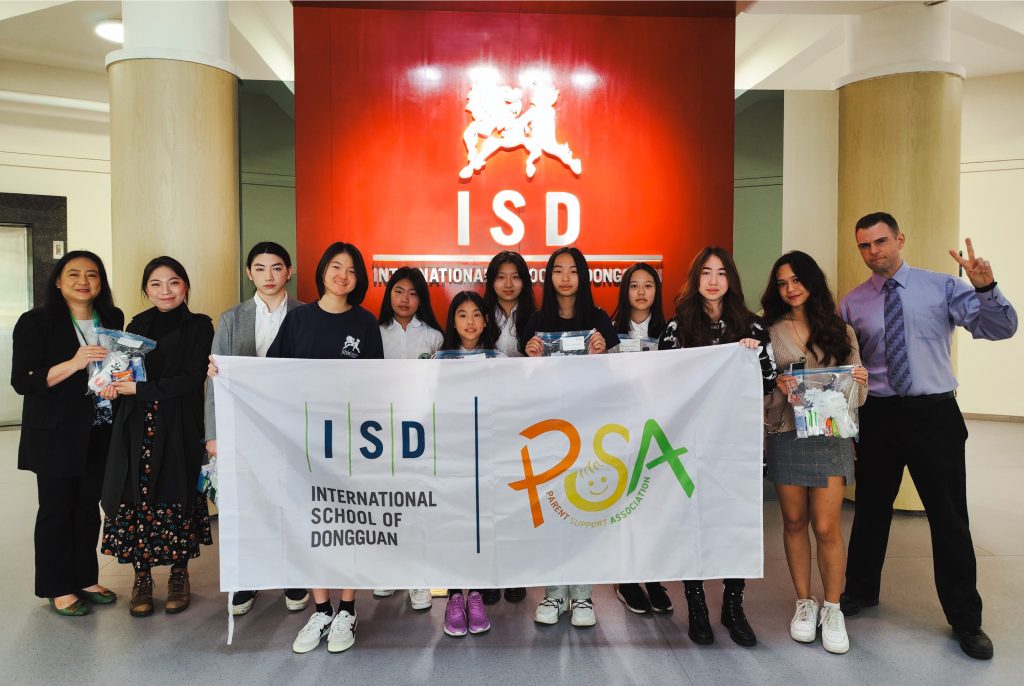 ISD
INTERNATIONAL SCHOOL OF DONGGUAN
ISD
INTERNATIONAL
SCHOOL OF
DONGGUAN
PSA
PARENT SUPPORT ASSOCIATION